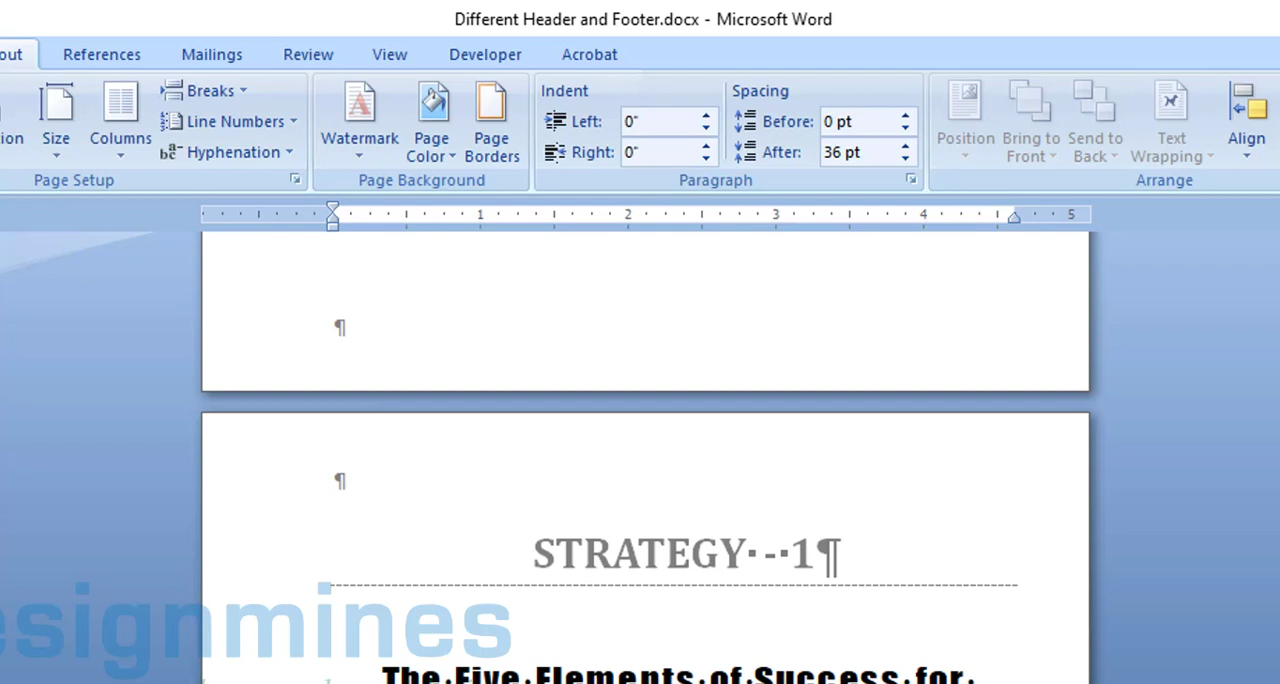 Different Header and Footer.docx - Microsoft Word
out References Mailings Review View Developer Acrobat
Breaks
Line Numbers
Hyphenation
ion Size Columns
Page Setup
Watermark Page Color Page Borders
Page Background
Indent Spacing
Left: 0" Before: 0 pt
Right: 0" After: 36 pt
Paragraph
Position Bring to Front Send to Back Text Wrapping Align
Arrange
1 2 3 4 5
¶
¶
STRATEGY·-·1¶
esignmines
The·Five·Elements·of·Success·for·